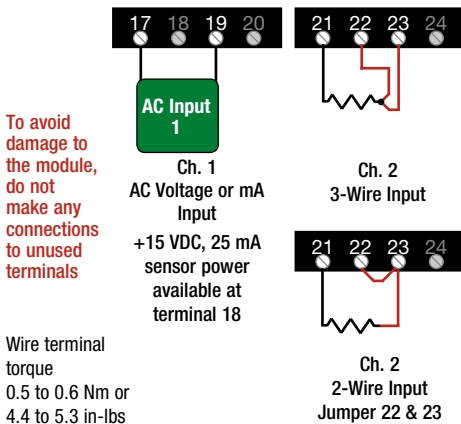 17 18 19 20
AC Input
1
Ch. 1
AC Voltage or mA
Input
+15 VDC, 25 mA
sensor power
available at
terminal 18
To avoid
damage to
the module,
do not
make any
connections
to unused
terminals
Wire terminal
torque
0.5 to 0.6 Nm or
4.4 to 5.3 in-lbs
21 22 23 24
Ch. 2
3-Wire Input
21 22 23 24
Ch. 2
2-Wire Input
Jumper 22 & 23